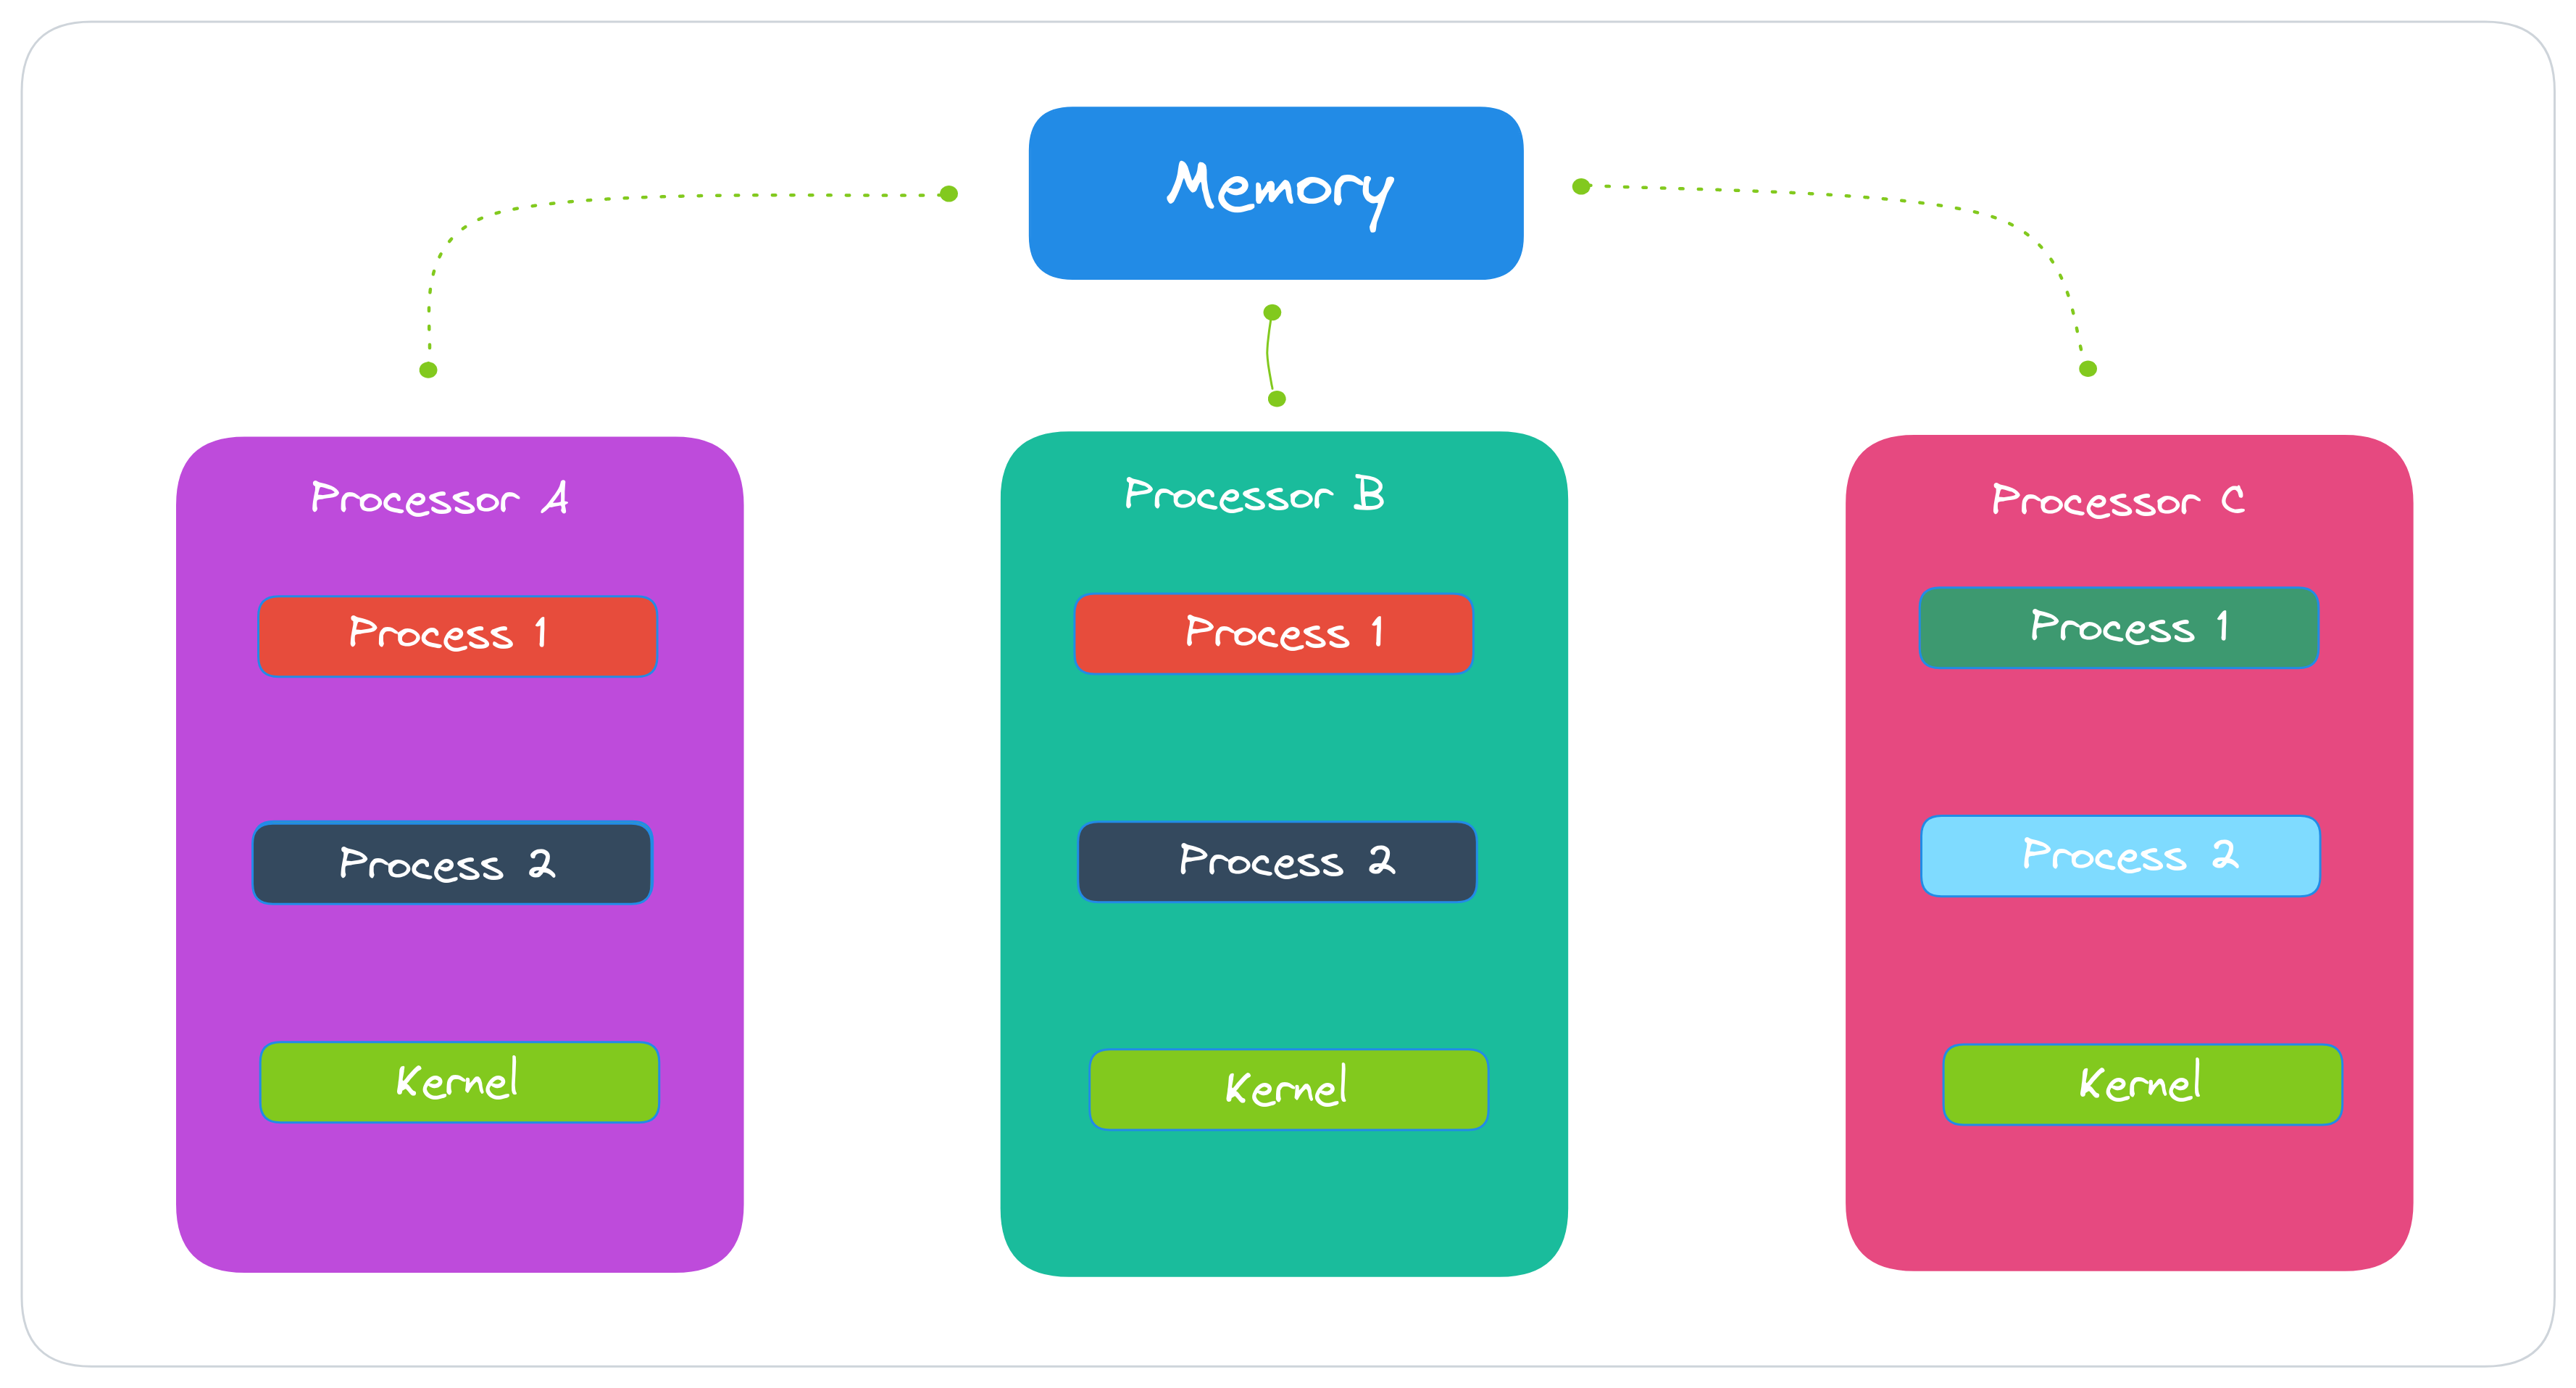 Memory
Processor A
Process 1
Process 2
Kernel
Processor B
Process 1
Process 2
Kernel
Processor C
Process 1
Process 2
Kernel